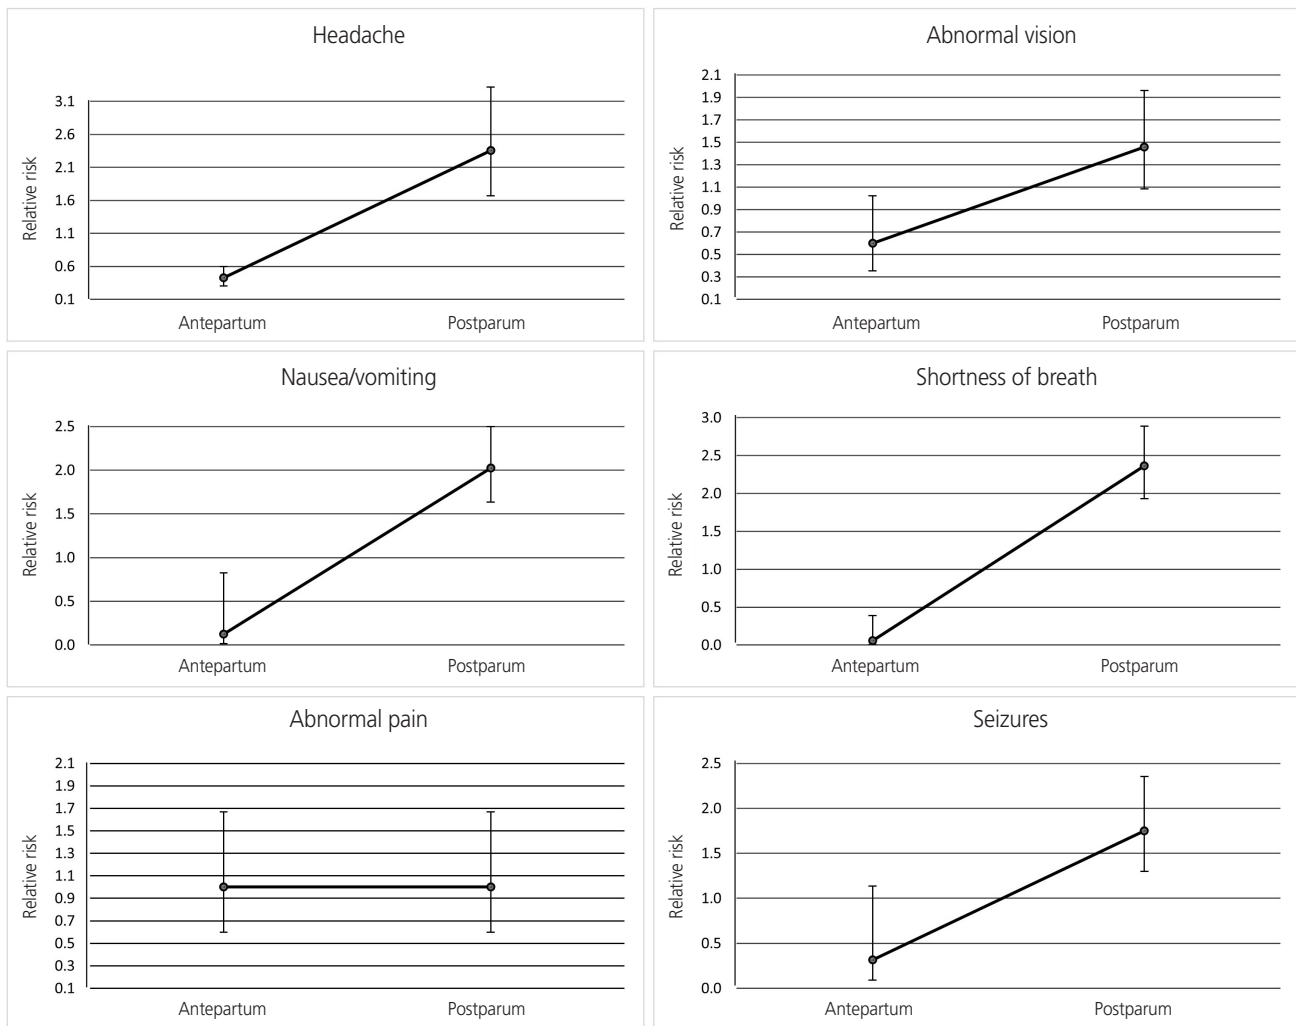 Headache
3.1
2.6
2.1
1.6
1.1
0.6
0.1
Relative risk
Antepartum Postparum
Abnormal vision
2.1
1.9
1.7
1.5
1.3
1.1
0.9
0.7
0.5
0.3
0.1
Relative risk
Antepartum Postparum
Nausea/vomiting
2.5
2.0
1.5
1.0
0.5
0.0
Relative risk
Antepartum Postparum
Shortness of breath
3.0
2.5
2.0
1.5
1.0
0.5
0.0
Relative risk
Antepartum Postparum
Abnormal pain
2.1
1.9
1.7
1.5
1.3
1.1
0.9
0.7
0.5
0.3
0.1
Relative risk
Antepartum Postparum
Seizures
2.5
2.0
1.5
1.0
0.5
0.0
Relative risk
Antepartum Postparum